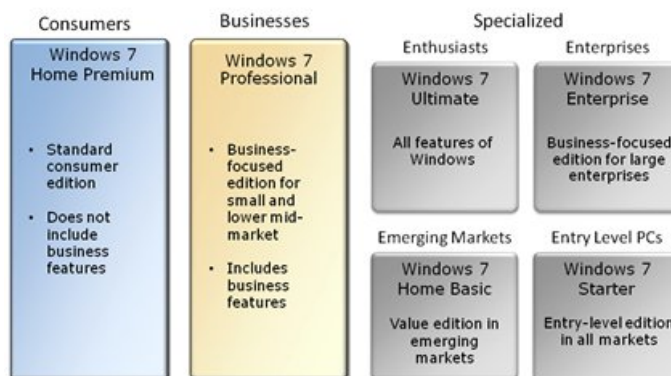 Consumers
Windows 7
Home Premium
• Standard
consumer
edition
• Does not
include
business
features
Businesses
Windows 7
Professional
• Business-
focused
edition for
small and
lower mid-
market
• Includes
business
features
Specialized
Enthusiasts
Windows 7
Ultimate
All features of
Windows
Enterprises
Windows 7
Enterprise
Business-focused
edition for large
enterprises
Emerging Markets
Windows 7
Home Basic
Value edition in
emerging
markets
Entry Level PCs
Windows 7
Starter
Entry-level edition
in all markets